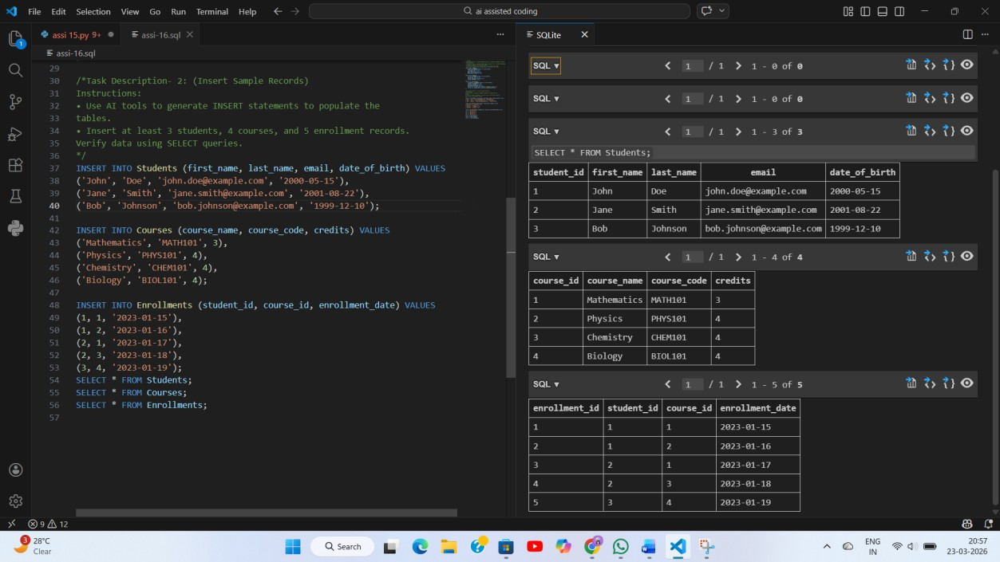 File Edit Selection View Go Run Terminal Help
ai assisted coding
1
assi 15.py 9+
assi-16.sql
SQLite
assi-16.sql
29
30 /*Task Description- 2: (Insert Sample Records)
31 Instructions:
32 • Use AI tools to generate INSERT statements to populate the
33 tables.
34 • Insert at least 3 students, 4 courses, and 5 enrollment records.
35 Verify data using SELECT queries.
36 */
37 INSERT INTO Students (first_name, last_name, email, date_of_birth) VALUES
38 ('John', 'Doe', 'john.doe@example.com', '2000-05-15'),
39 ('Jane', 'Smith', 'jane.smith@example.com', '2001-08-22'),
40 ('Bob', 'Johnson', 'bob.johnson@example.com', '1999-12-10');
41
42 INSERT INTO Courses (course_name, course_code, credits) VALUES
43 ('Mathematics', 'MATH101', 3),
44 ('Physics', 'PHYS101', 4),
45 ('Chemistry', 'CHEM101', 4),
46 ('Biology', 'BIOL101', 4);
47
48 INSERT INTO Enrollments (student_id, course_id, enrollment_date) VALUES
49 (1, 1, '2023-01-15'),
50 (1, 2, '2023-01-16'),
51 (2, 1, '2023-01-17'),
52 (2, 3, '2023-01-18'),
53 (3, 4, '2023-01-19');
54 SELECT * FROM Students;
55 SELECT * FROM Courses;
56 SELECT * FROM Enrollments;
57
SQL 1 / 1 1 - 0 of 0
SQL 1 / 1 1 - 0 of 0
SQL 1 / 1 1 - 3 of 3
SELECT * FROM Students;
student_id first_name last_name email date_of_birth
1 John Doe john.doe@example.com 2000-05-15
2 Jane Smith jane.smith@example.com 2001-08-22
3 Bob Johnson bob.johnson@example.com 1999-12-10
SQL 1 / 1 1 - 4 of 4
course_id course_name course_code credits
1 Mathematics MATH101 3
2 Physics PHYS101 4
3 Chemistry CHEM101 4
4 Biology BIOL101 4
SQL 1 / 1 1 - 5 of 5
enrollment_id student_id course_id enrollment_date
1 1 1 2023-01-15
2 1 2 2023-01-16
3 2 1 2023-01-17
4 2 3 2023-01-18
5 3 4 2023-01-19
9 12
3
28°C
Clear
Search
ENG
IN
20:57
23-03-2026